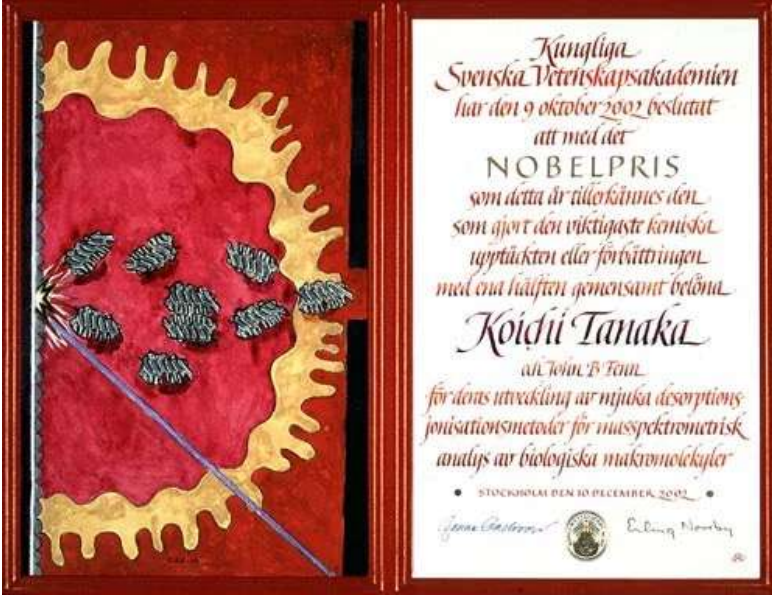 Kungliga
Svenska Vetenskapsakademien
har den 9 oktober 2002 beslutat
att med det
NOBELPRIS
som detta år tillerkännes den
som gjort den viktigaste kemiska
upptäckten eller förbättringen
med ena hälften gemensamt belöna
Koichi Tanaka
och John B Fenn
för deras utveckling av mjuka desorptions-
jonisationsmetoder för masspektrometrisk
analys av biologiska makromolekyler
• STOCKHOLM DEN 10 DECEMBER 2002 •
Erling Norrby